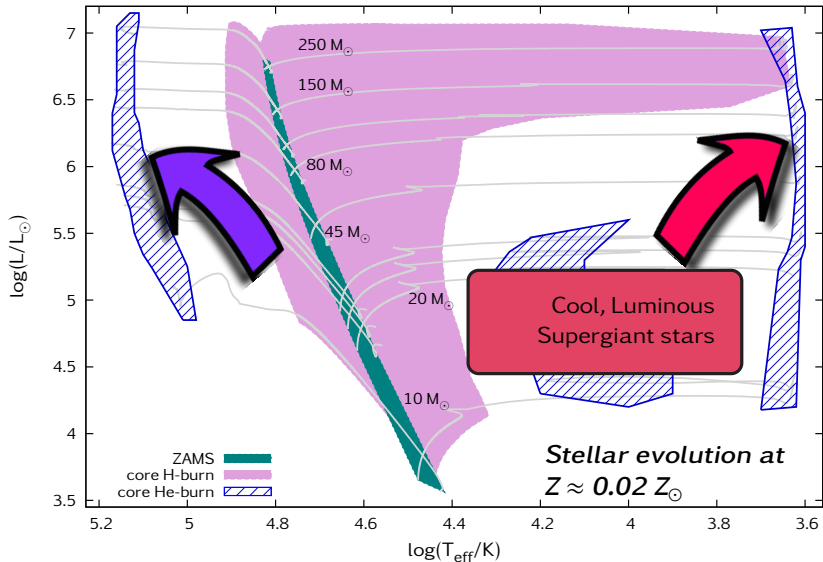 7
6.5
6
5.5
5
4.5
4
3.5
log(L/L☉)
250 M☉
150 M☉
80 M☉
45 M☉
20 M☉
10 M☉
Cool, Luminous
Supergiant stars
ZAMS
core H-burn
core He-burn
Stellar evolution at
Z ≈ 0.02 Z☉
5.2 5 4.8 4.6 4.4 4.2 4 3.8 3.6
log(Teff/K)